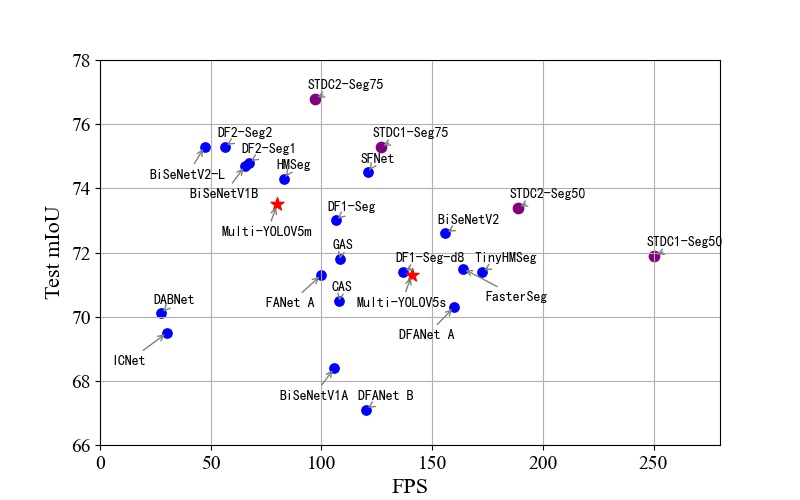 78
STDC2-Seg75
76
DF2-Seg2
STDC1-Seg75
DF2-Seg1
SFNet
HMSeg
BiSeNetV2-L
74
BiSeNetV1B
STDC2-Seg50
DF1-Seg
BiSeNetV2
Multi-YOLOV5m
STDC1-Seg50
GAS
72
DF1-Seg-d8
TinyHMSeg
CAS
FasterSeg
DABNet
FANet A
Multi-YOLOV5s
70
DFANet A
ICNet
68
BiSeNetV1A
DFANet B
66
0
50
100
150
200
250
FPS
Test mIoU